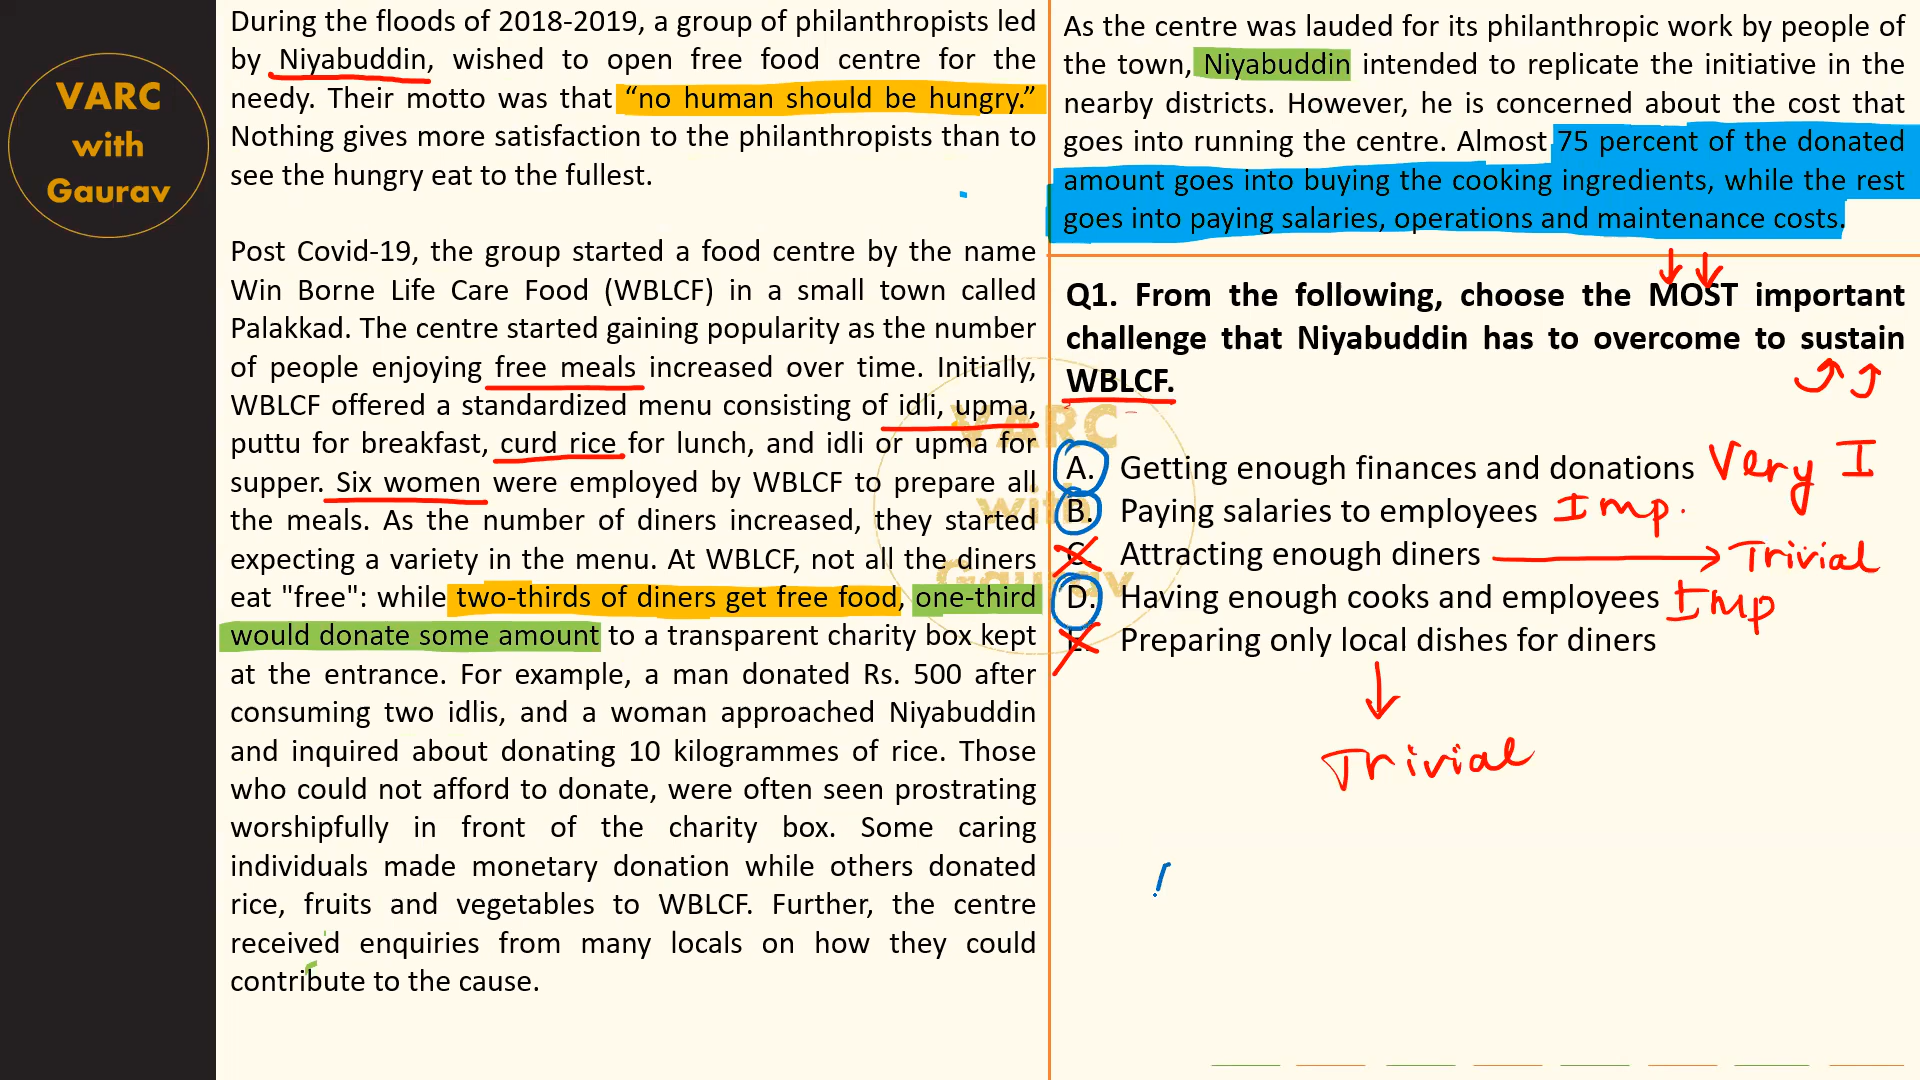 VARC
with
Gaurav
During the floods of 2018-2019, a group of philanthropists led
by Niyabuddin, wished to open free food centre for the
needy. Their motto was that “no human should be hungry.”
Nothing gives more satisfaction to the philanthropists than to
see the hungry eat to the fullest.
Post Covid-19, the group started a food centre by the name
Win Borne Life Care Food (WBLCF) in a small town called
Palakkad. The centre started gaining popularity as the number
of people enjoying free meals increased over time. Initially,
WBLCF offered a standardized menu consisting of idli, upma,
puttu for breakfast, curd rice for lunch, and idli or upma for
supper. Six women were employed by WBLCF to prepare all
the meals. As the number of diners increased, they started
expecting a variety in the menu. At WBLCF, not all the diners
eat "free": while two-thirds of diners get free food, one-third
would donate some amount to a transparent charity box kept
at the entrance. For example, a man donated Rs. 500 after
consuming two idlis, and a woman approached Niyabuddin
and inquired about donating 10 kilogrammes of rice. Those
who could not afford to donate, were often seen prostrating
worshipfully in front of the charity box. Some caring
individuals made monetary donation while others donated
rice, fruits and vegetables to WBLCF. Further, the centre
received enquiries from many locals on how they could
contribute to the cause.
As the centre was lauded for its philanthropic work by people of
the town, Niyabuddin intended to replicate the initiative in the
nearby districts. However, he is concerned about the cost that
goes into running the centre. Almost 75 percent of the donated
amount goes into buying the cooking ingredients, while the rest
goes into paying salaries, operations and maintenance costs.
Q1. From the following, choose the MOST important
challenge that Niyabuddin has to overcome to sustain
WBLCF.
A. Getting enough finances and donations Very I
B. Paying salaries to employees Imp.
C. Attracting enough diners Trivial
D. Having enough cooks and employees Imp
E. Preparing only local dishes for diners
Trivial
VARC
with
Gaurav